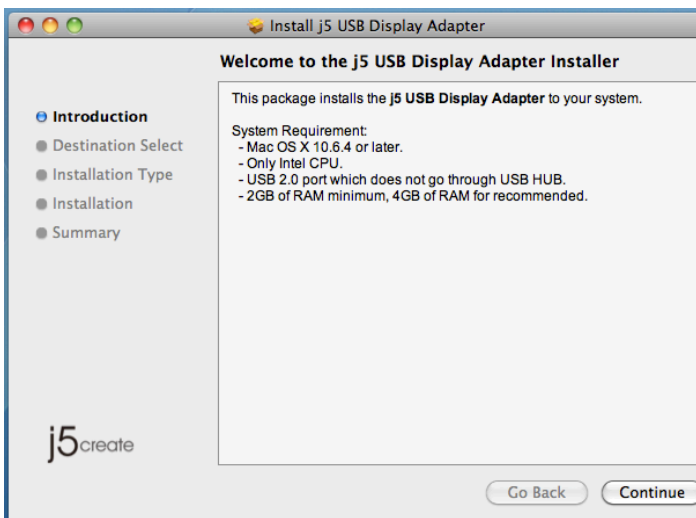 Install j5 USB Display Adapter
Welcome to the j5 USB Display Adapter Installer
Introduction
Destination Select
Installation Type
Installation
Summary
This package installs the j5 USB Display Adapter to your system.
System Requirement:
- Mac OS X 10.6.4 or later.
- Only Intel CPU.
- USB 2.0 port which does not go through USB HUB.
- 2GB of RAM minimum, 4GB of RAM for recommended.
j5create
Go Back
Continue